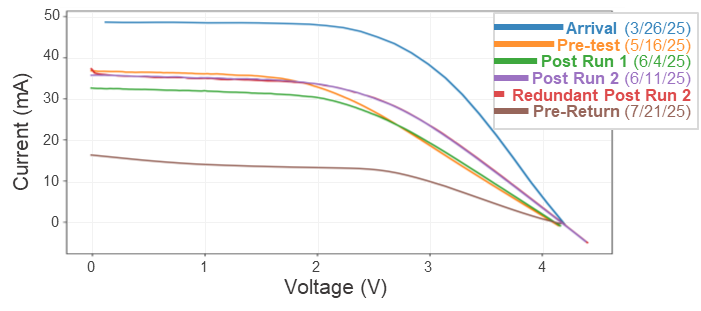 50
40
30
20
10
0
Current (mA)
0 1 2 3 4
Voltage (V)
Arrival (3/26/25)
Pre-test (5/16/25)
Post Run 1 (6/4/25)
Post Run 2 (6/11/25)
Redundant Post Run 2
Pre-Return (7/21/25)